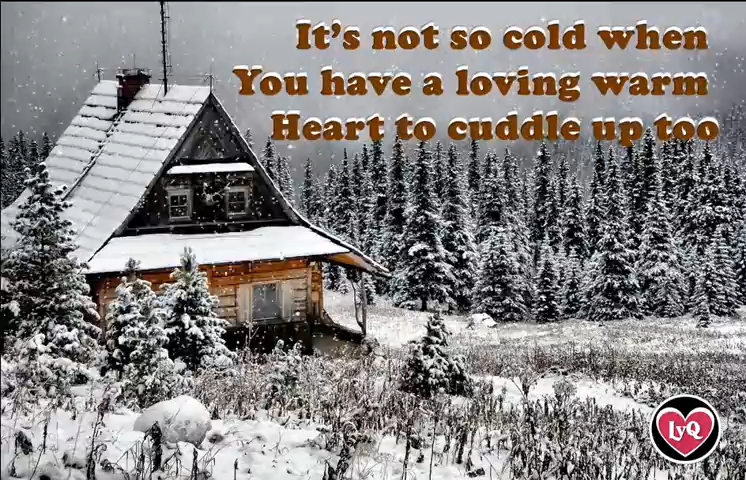 It's not so cold when
You have a loving warm
Heart to cuddle up too
LyQ